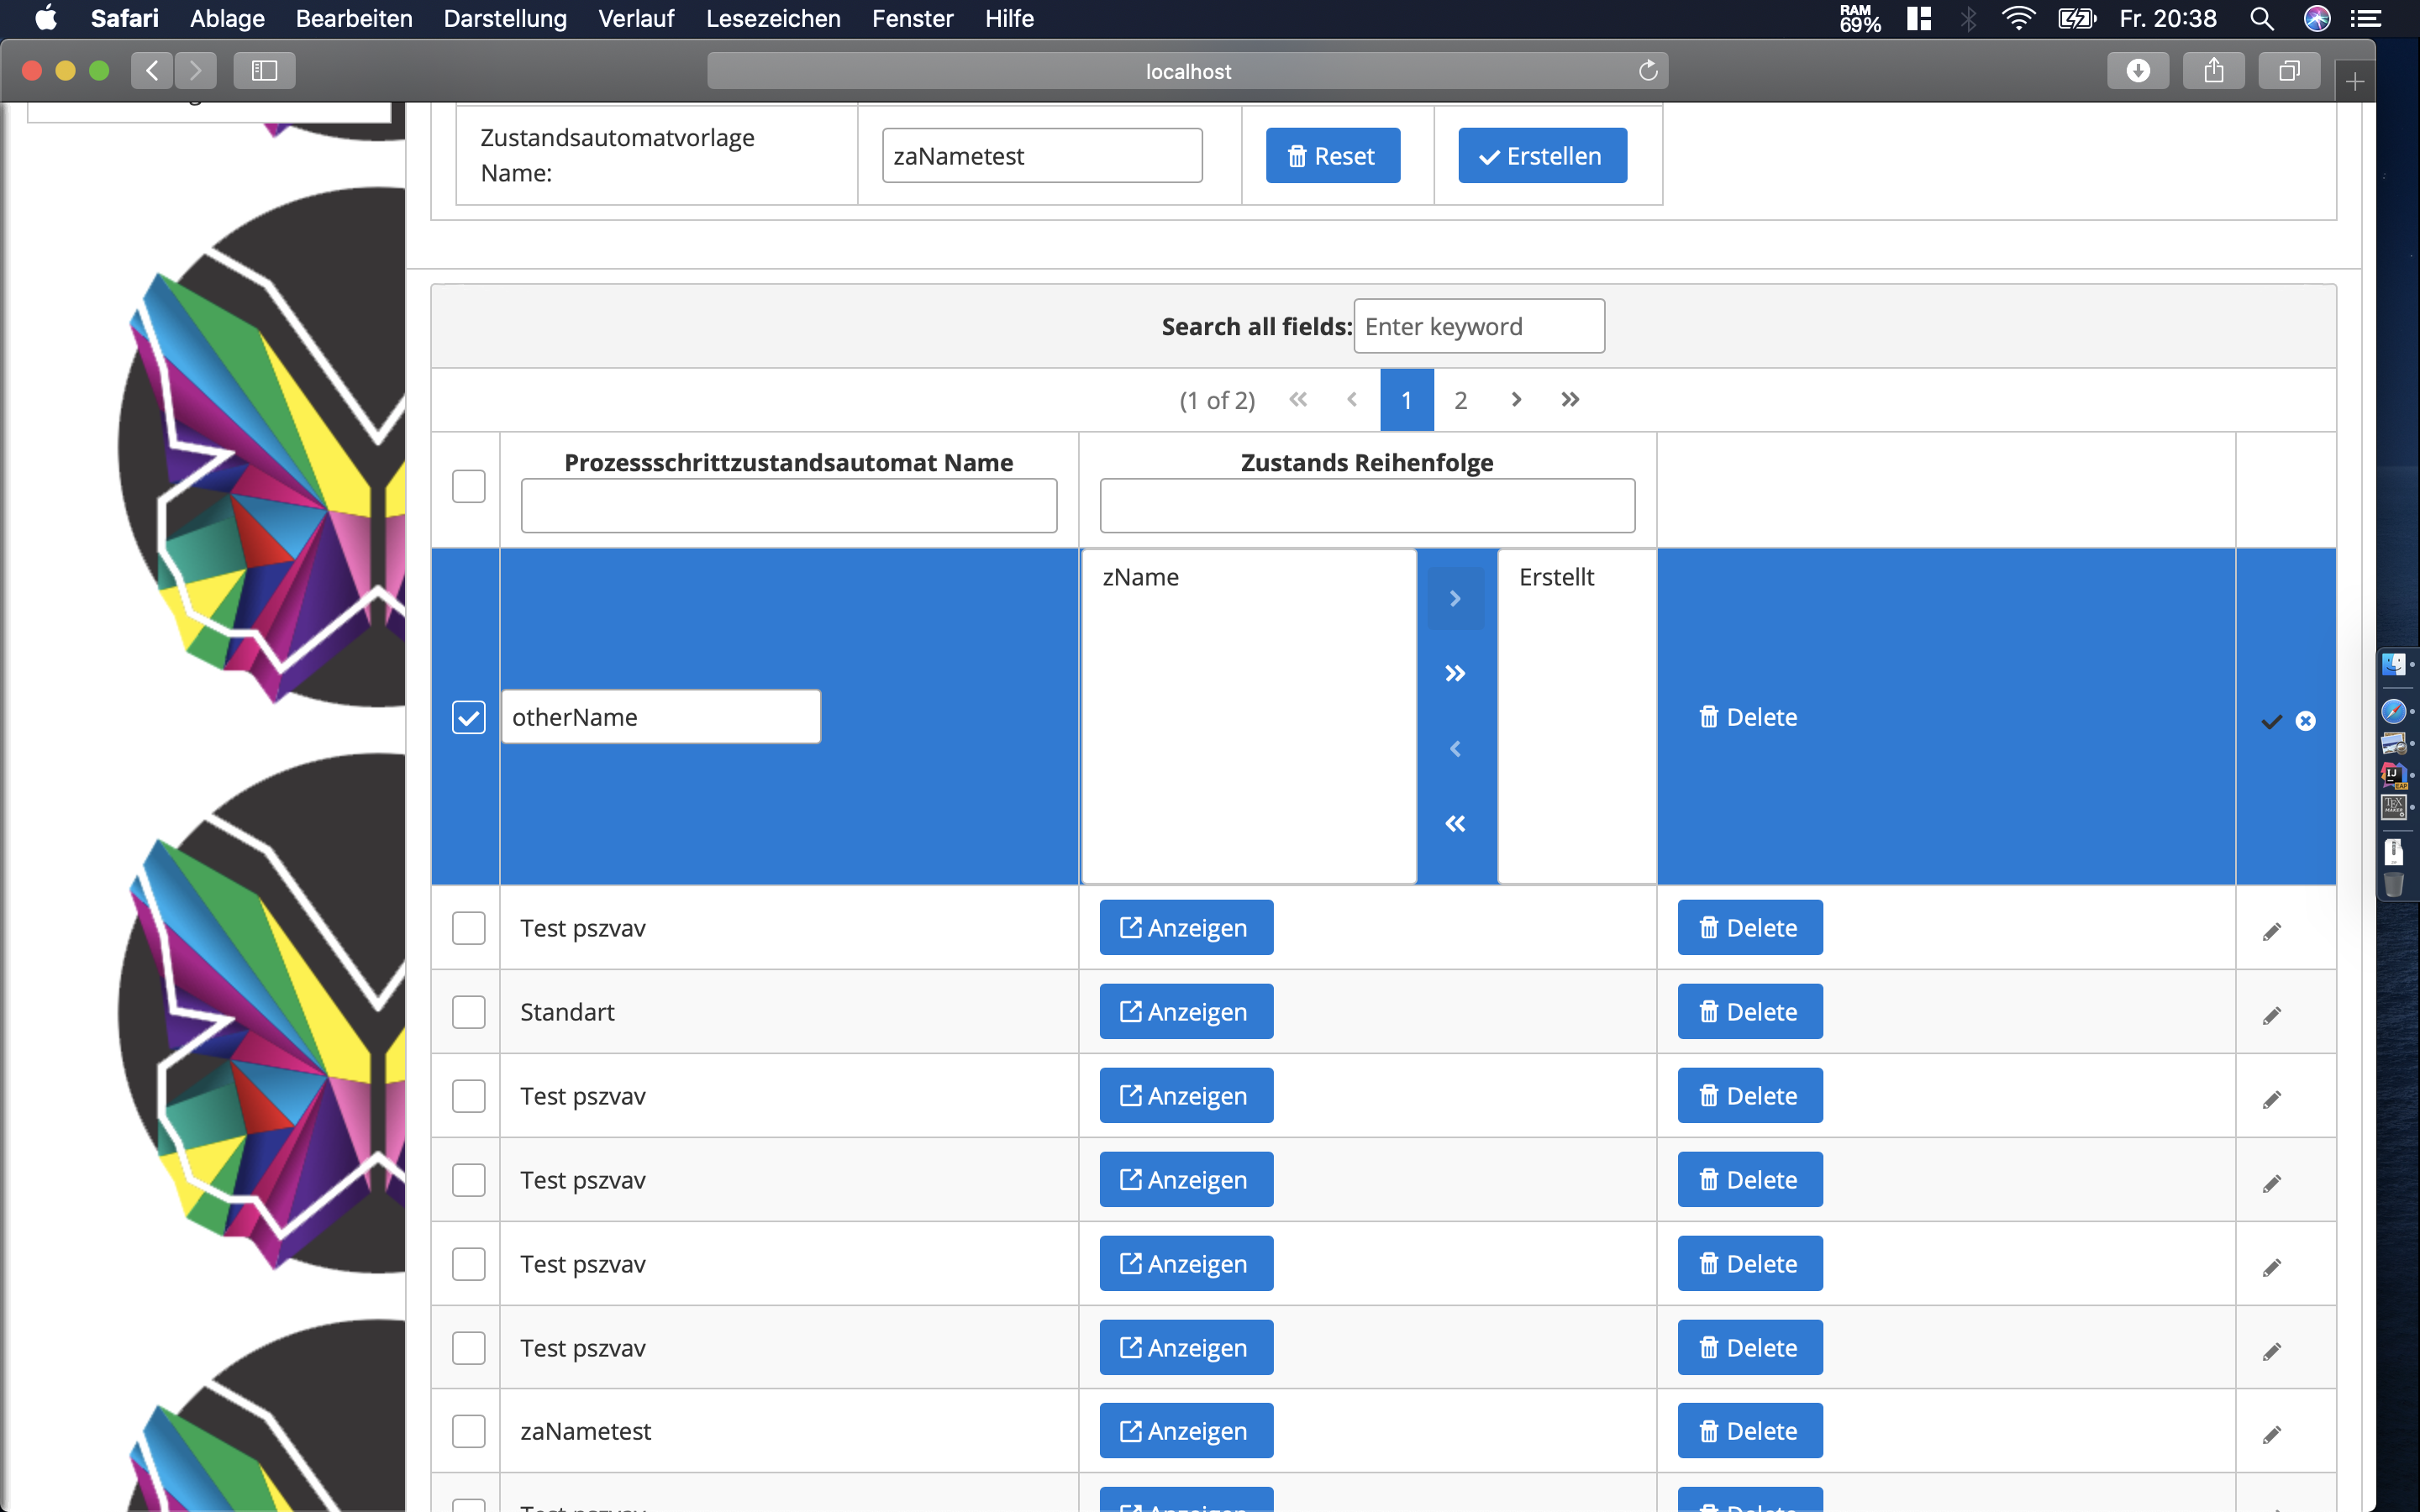 Safari Ablage Bearbeiten Darstellung Verlauf Lesezeichen Fenster Hilfe RAM 69% Fr. 20:38
localhost
Zustandsautomatvorlage
Name:
zaNametest Reset Erstellen
Search all fields: Enter keyword
(1 of 2) 1 2
Prozessschrittzustandsautomat Name Zustands Reihenfolge
zName Erstellt
otherName Delete
Test pszvav Anzeigen Delete
Standart Anzeigen Delete
Test pszvav Anzeigen Delete
Test pszvav Anzeigen Delete
Test pszvav Anzeigen Delete
Test pszvav Anzeigen Delete
zaNametest Anzeigen Delete